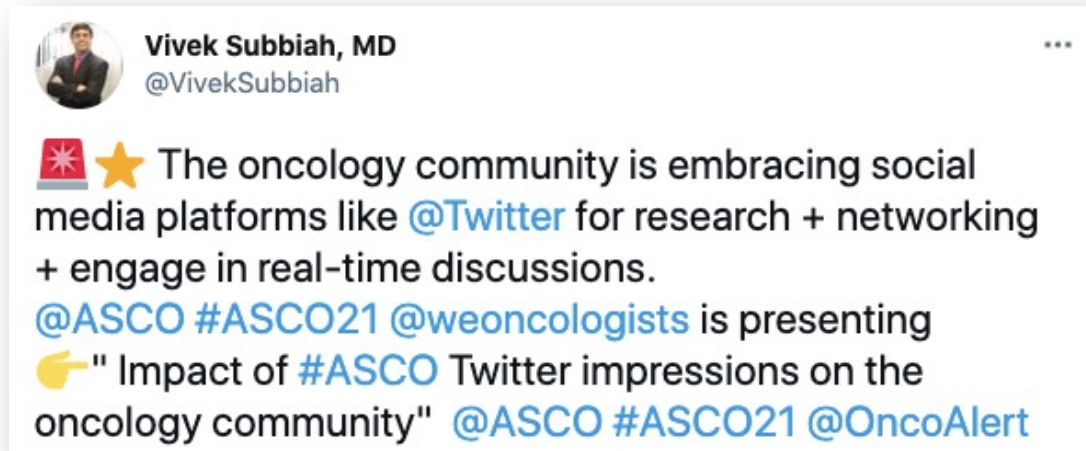 Vivek Subbiah, MD
@VivekSubbiah
🚨⭐ The oncology community is embracing social
media platforms like @Twitter for research + networking
+ engage in real-time discussions.
@ASCO #ASCO21 @weoncologists is presenting
👉" Impact of #ASCO Twitter impressions on the
oncology community"  @ASCO #ASCO21 @OncoAlert